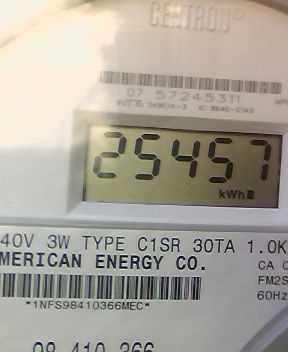 CENTRON®
07 57245311
25457
kWh
40V 3W TYPE C1SR 30TA 1.0K
MERICAN ENERGY CO.
CA 0
FM2S
60Hz
*1NFS98410366MEC*
98 410 366